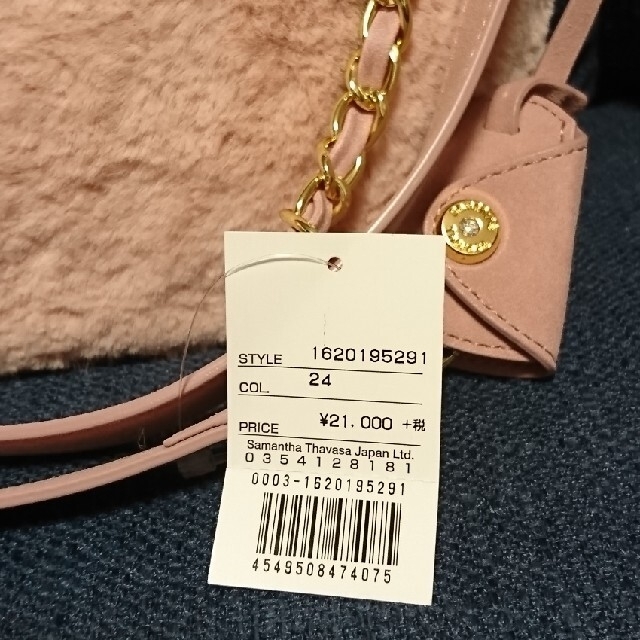 STYLE 1620195291
COL. 24
PRICE ¥21,000 +税
Samantha Thavasa Japan Ltd.
0354128181
0003-1620195291
4549508474075